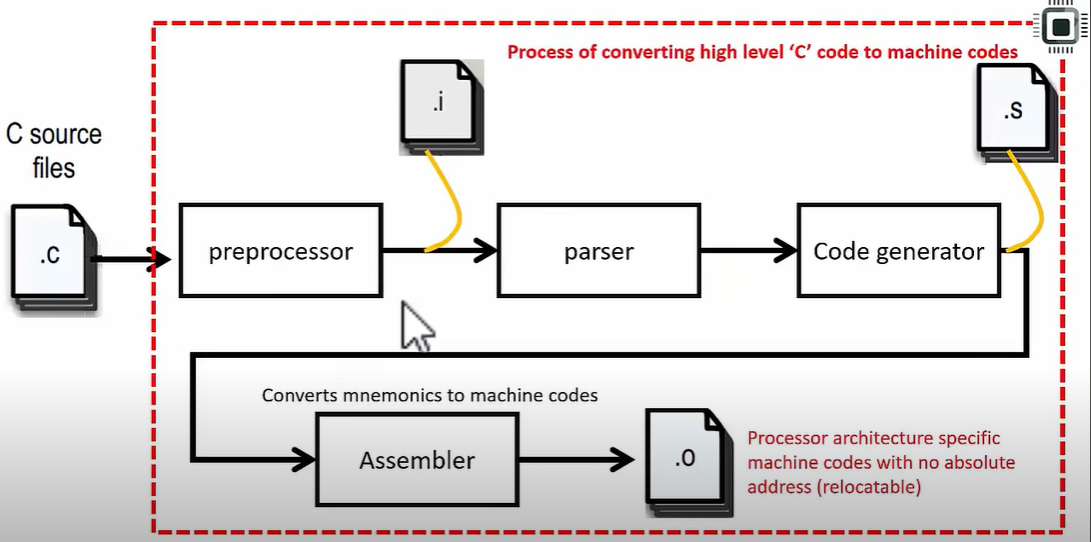 Process of converting high level ‘C’ code to machine codes
.i
.s
C source
files
.c
preprocessor
parser
Code generator
Converts mnemonics to machine codes
Assembler
.o
Processor architecture specific
machine codes with no absolute
address (relocatable)